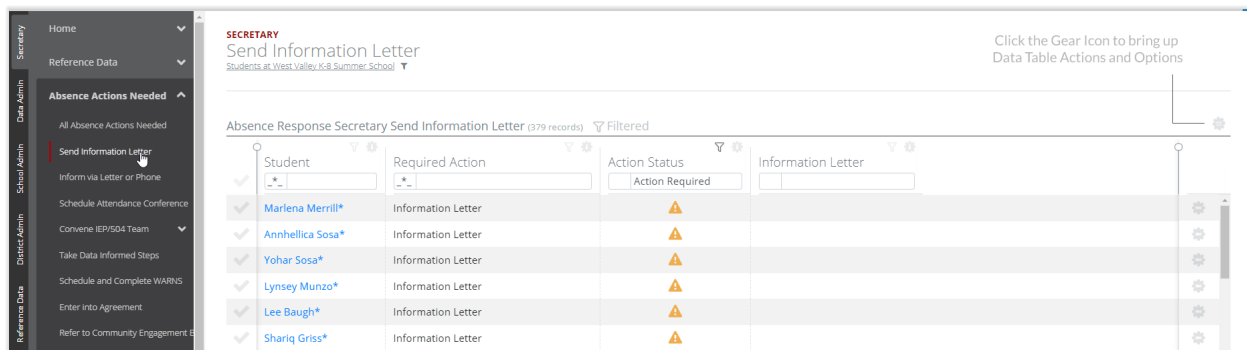 Secretary
Data Admin
School Admin
District Admin
Reference Data
Home
Reference Data
Absence Actions Needed
All Absence Actions Needed
Send Information Letter
Inform via Letter or Phone
Schedule Attendance Conference
Convene IEP/504 Team
Take Data Informed Steps
Schedule and Complete WARNS
Enter into Agreement
Refer to Community Engagement B
SECRETARY
Send Information Letter
Students at West Valley K-8 Summer School
Click the Gear Icon to bring up
Data Table Actions and Options
Absence Response Secretary Send Information Letter (379 records) Filtered
Student Required Action Action Status Information Letter
_*_ _*_ Action Required
Marlena Merrill* Information Letter
Annhellica Sosa* Information Letter
Yohar Sosa* Information Letter
Lynsey Munzo* Information Letter
Lee Baugh* Information Letter
Shariq Griss* Information Letter